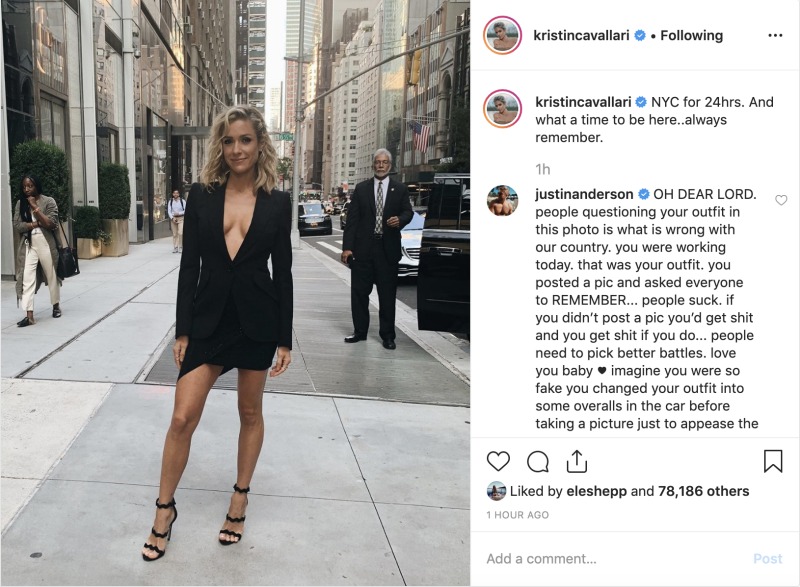 kristincavallari • Following
kristincavallari NYC for 24hrs. And
what a time to be here..always
remember.
1h
justinanderson OH DEAR LORD.
people questioning your outfit in
this photo is what is wrong with
our country. you were working
today. that was your outfit. you
posted a pic and asked everyone
to REMEMBER... people suck. if
you didn’t post a pic you’d get shit
and you get shit if you do... people
need to pick better battles. love
you baby ♥ imagine you were so
fake you changed your outfit into
some overalls in the car before
taking a picture just to appease the
Liked by eleshepp and 78,186 others
1 HOUR AGO
Add a comment...
Post